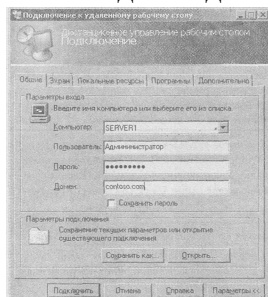 Подключение к удаленному рабочему столу
Дистанционное управление рабочим столом
Подключение
Общие Экран Локальные ресурсы Программы Дополнительно
Параметры входа
Введите имя компьютера или выберите его из списка.
Компьютер: SERVER1
Пользователь: Администратор
Пароль: •••••••••
Домен: contoso.com
Сохранить пароль
Параметры подключения
Сохранение текущих параметров или открытие
существующего подключения
Сохранить как... Открыть...
Подключить Отмена Справка Параметры <<